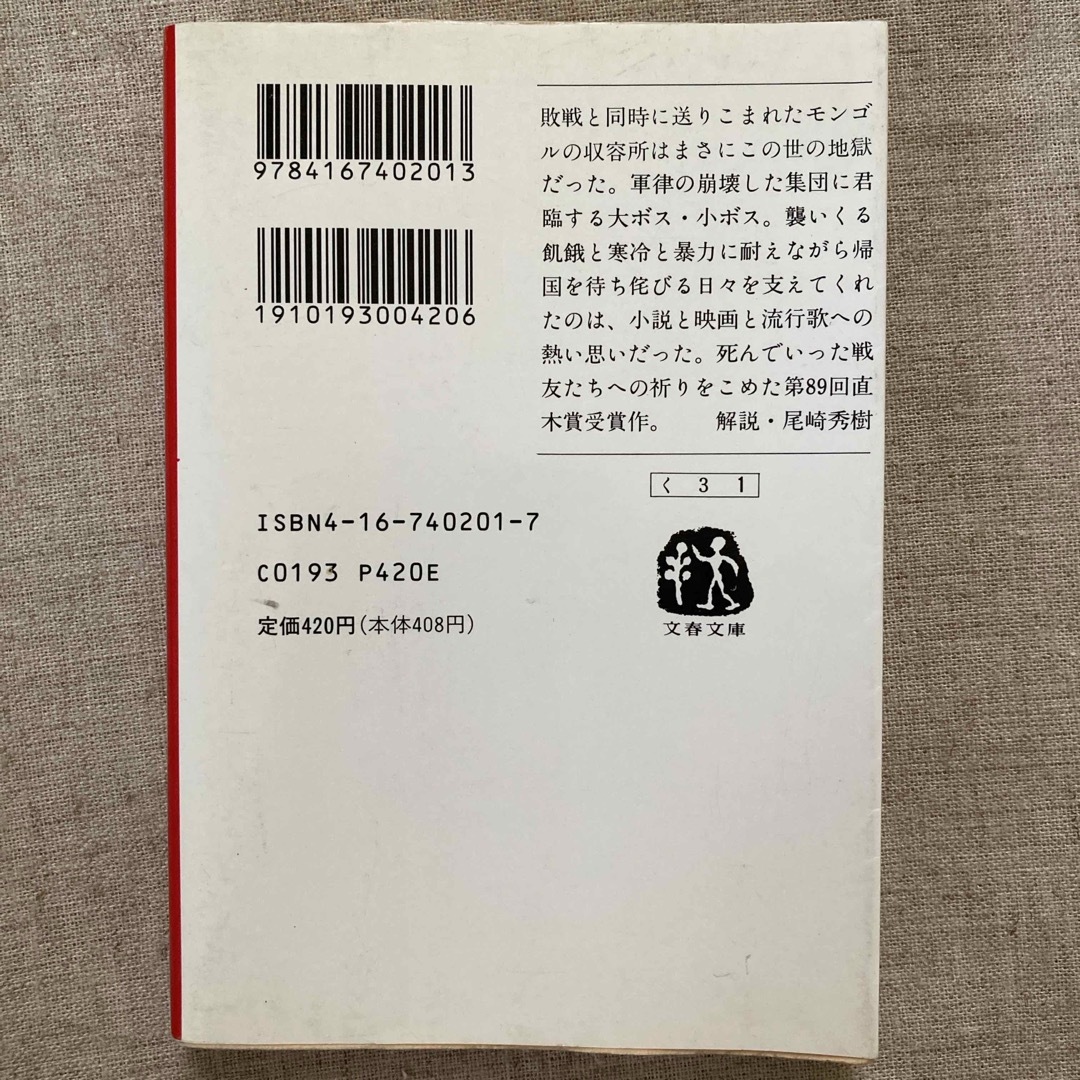 9784167402013
1910193004206
敗戦と同時に送りこまれたモンゴ
ルの収容所はまさにこの世の地獄
だった。軍律の崩壊した集団に君
臨する大ボス・小ボス。襲いくる
飢餓と寒冷と暴力に耐えながら帰
国を待ち侘びる日々を支えてくれ
たのは、小説と映画と流行歌への
熱い思いだった。死んでいった戦
友たちへの祈りをこめた第89回直
木賞受賞作。　解説・尾崎秀樹
く 3 1
ISBN4-16-740201-7
C0193 P420E
定価420円(本体408円)
文春文庫